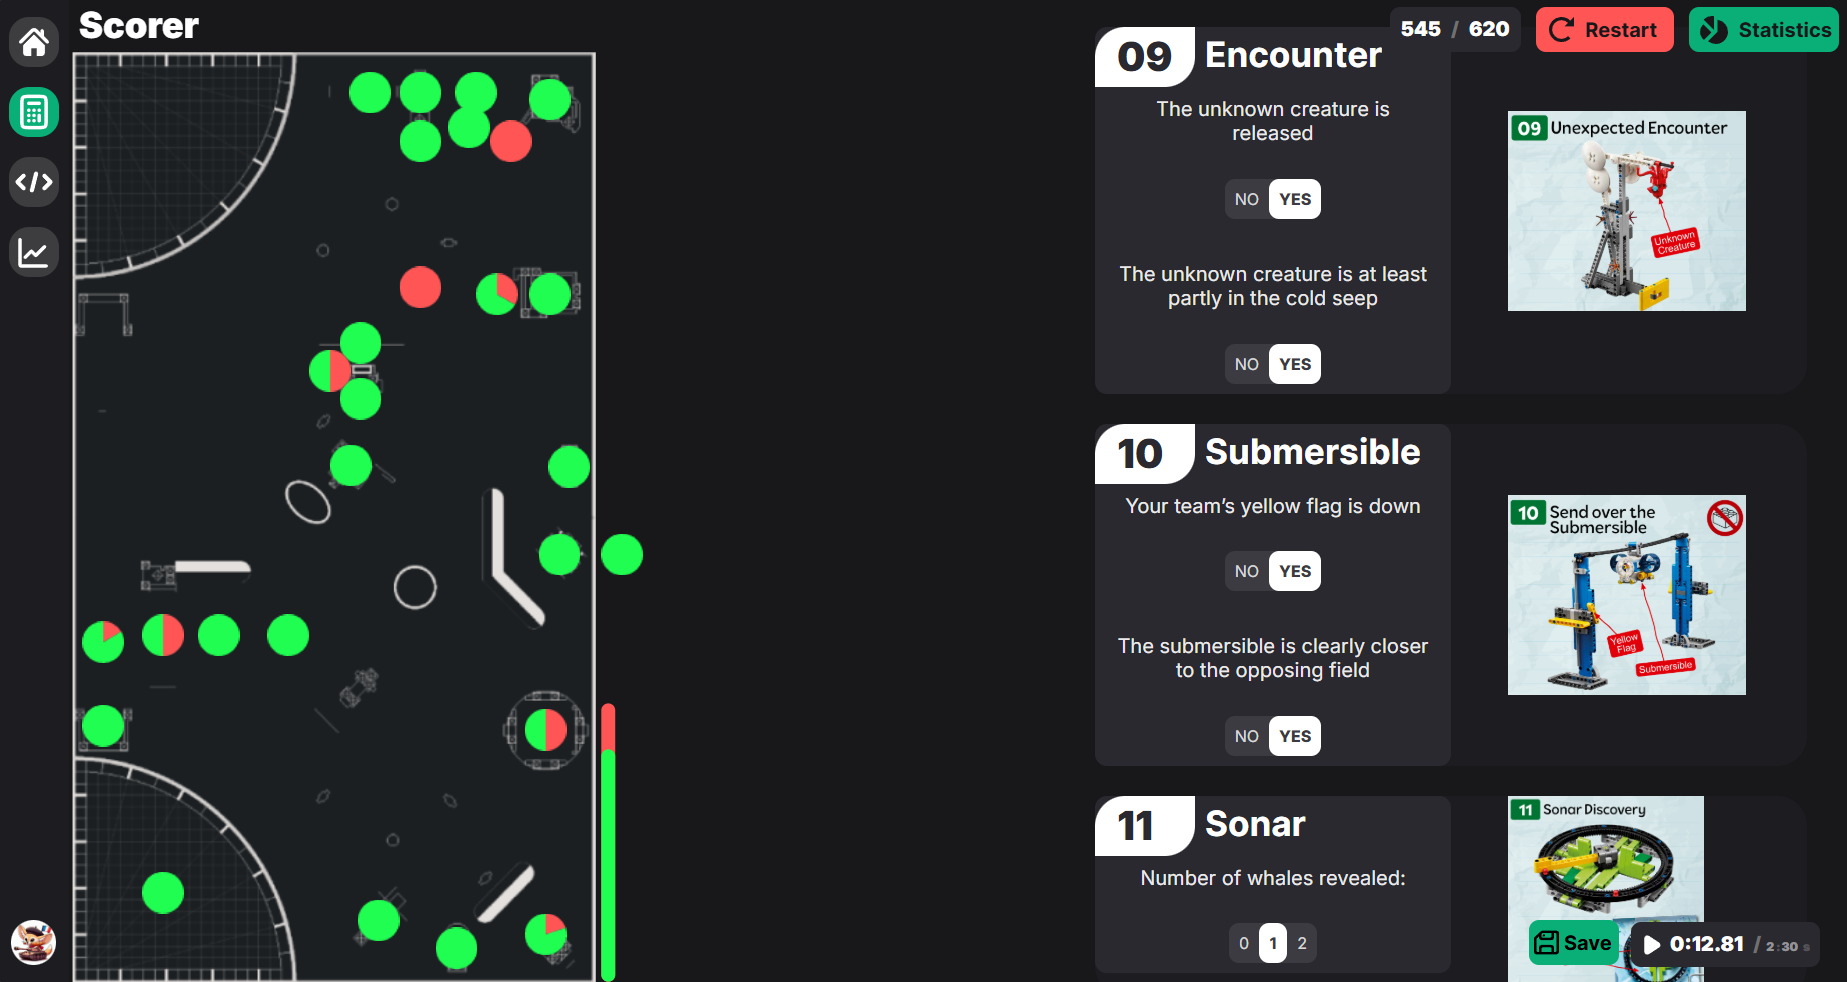 Scorer
545 / 620
Restart
Statistics
09 Encounter
The unknown creature is
released
NO YES
The unknown creature is at least
partly in the cold seep
NO YES
09 Unexpected Encounter
Unknown
Creature
10 Submersible
Your team’s yellow flag is down
NO YES
The submersible is clearly closer
to the opposing field
NO YES
10 Send over the
Submersible
Yellow
Flag
Submersible
11 Sonar
Number of whales revealed:
0 1 2
11 Sonar Discovery
Save
0:12.81 / 2:30 s